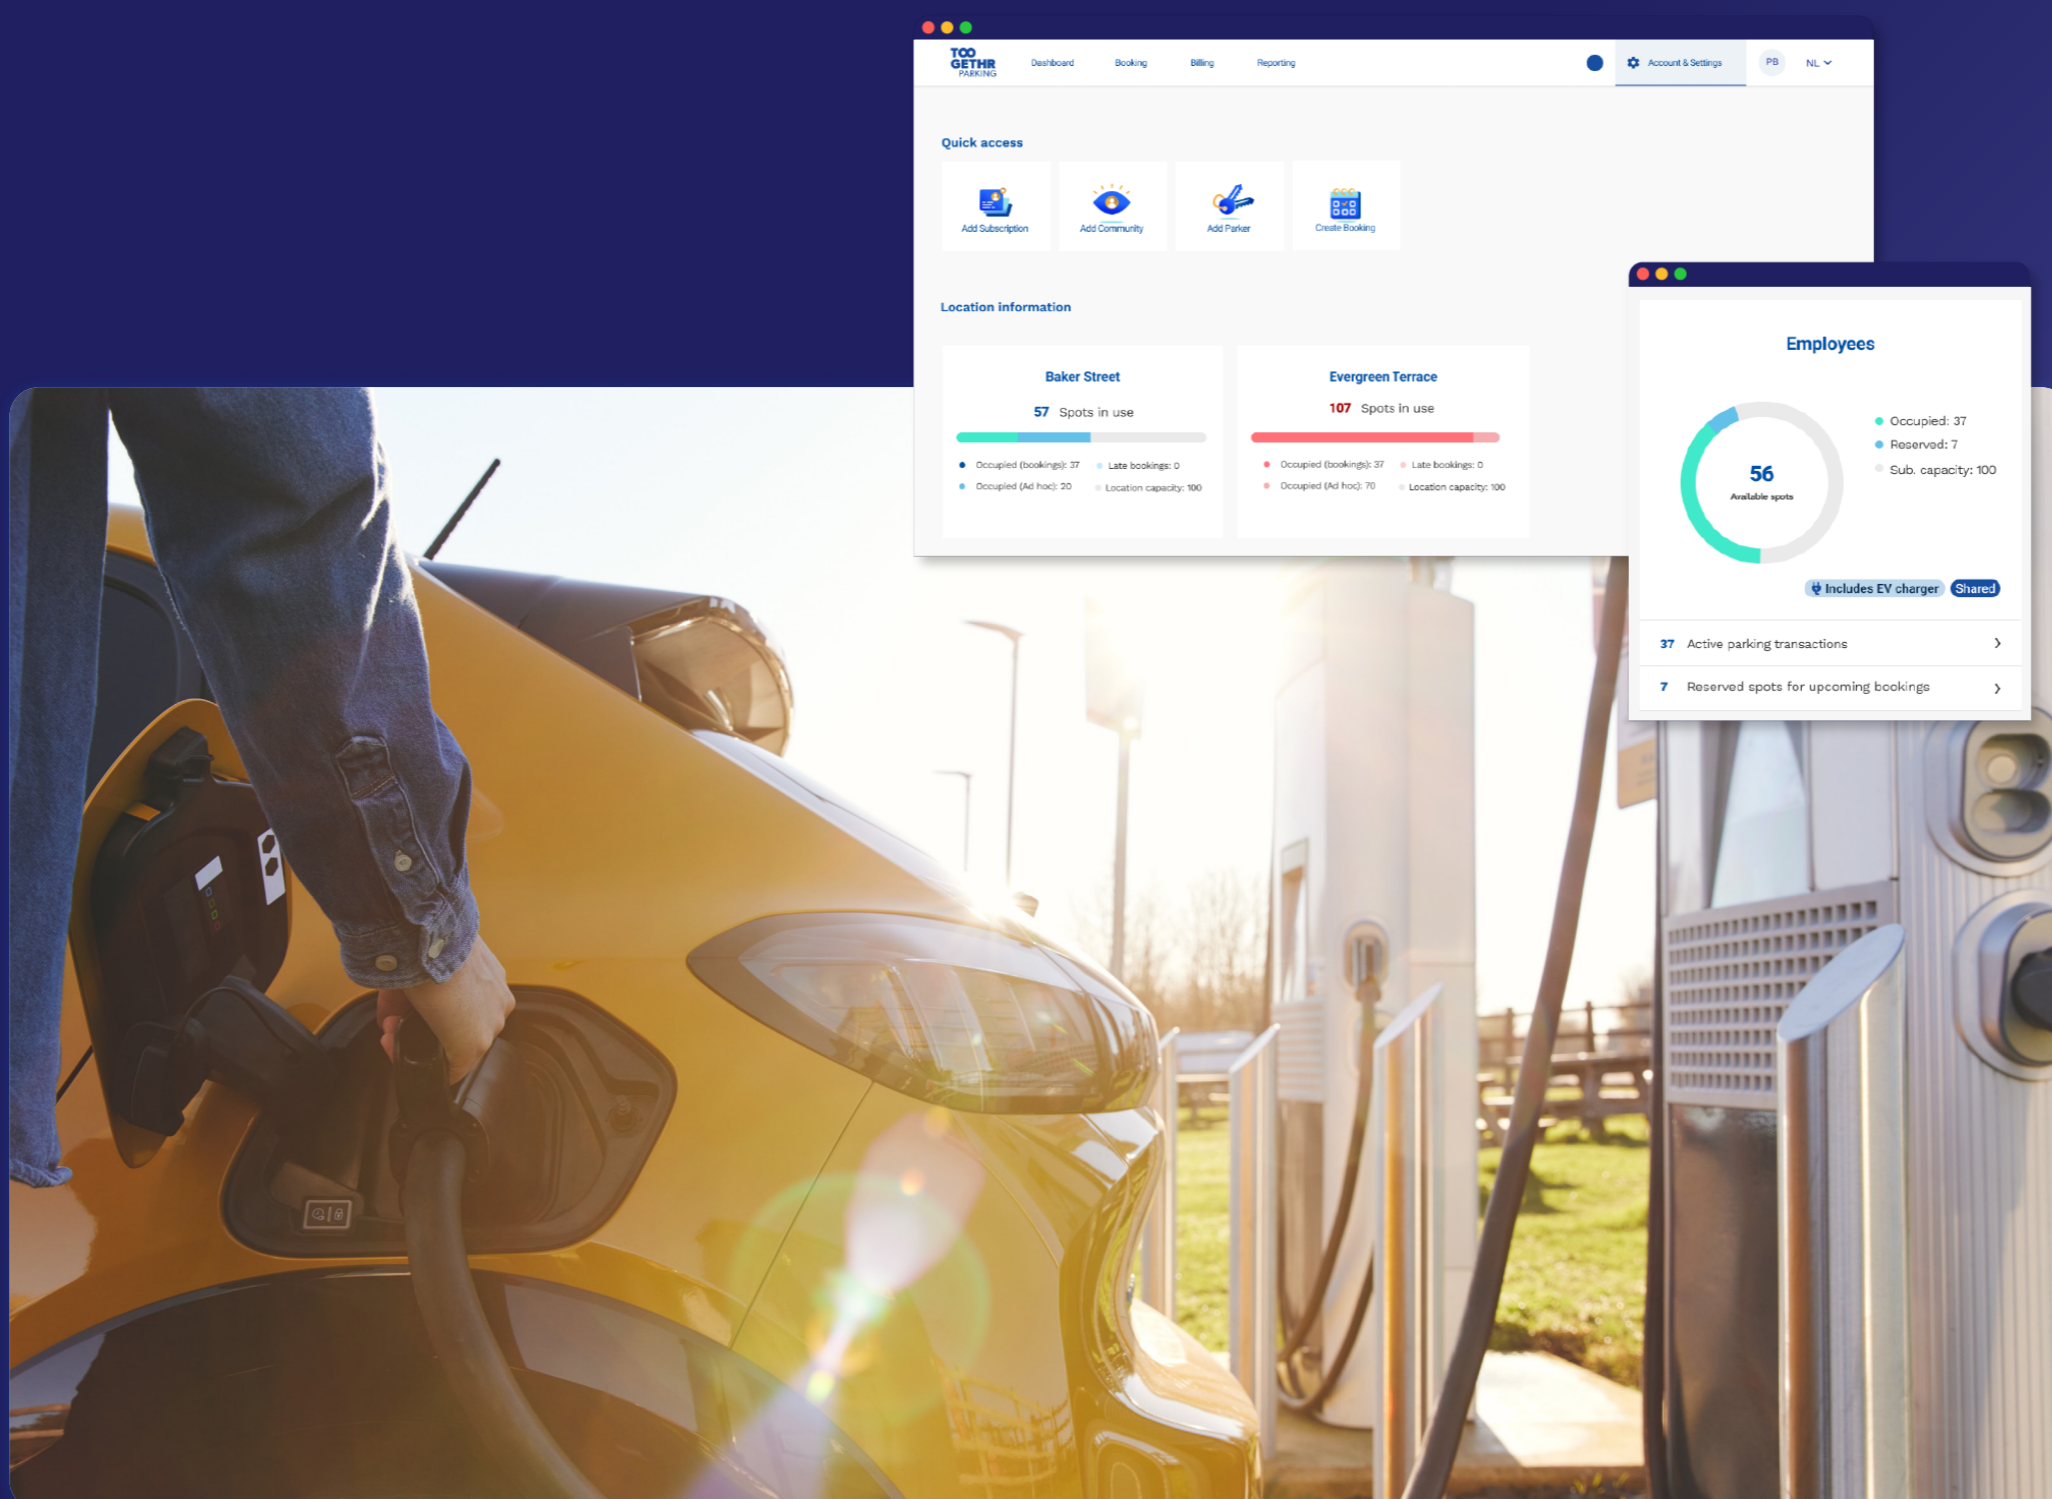 TOO
GETHR
PARKING
Dashboard
Booking
Billing
Reporting
Account & Settings
PB
NL
Quick access
Add Subscription
Add Community
Add Parker
Create Booking
Location information
Baker Street
57 Spots in use
Occupied (bookings): 37
Late bookings: 0
Occupied (Ad hoc): 20
Location capacity: 100
Evergreen Terrace
107 Spots in use
Occupied (bookings): 37
Late bookings: 0
Occupied (Ad hoc): 70
Location capacity: 100
Employees
56
Available spots
Occupied: 37
Reserved: 7
Sub. capacity: 100
Includes EV charger
Shared
37 Active parking transactions
7 Reserved spots for upcoming bookings